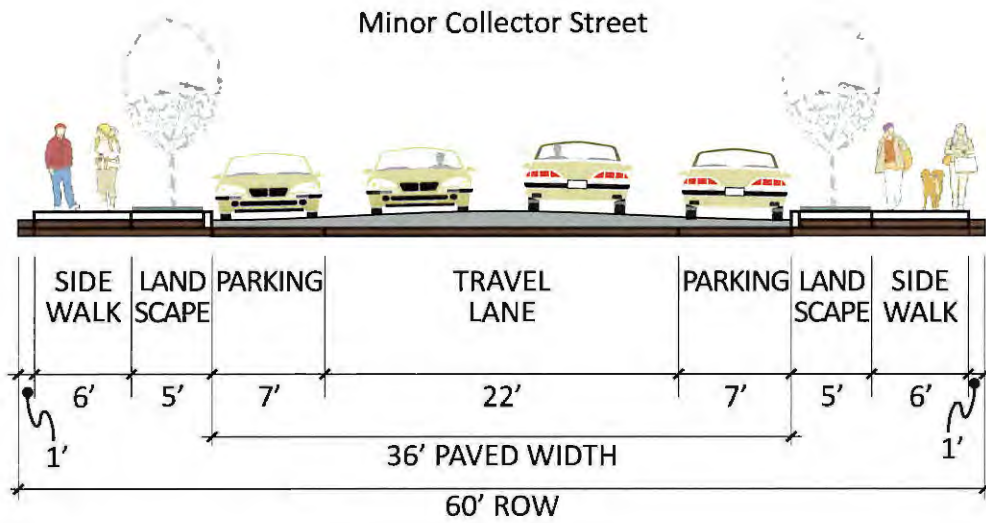 Minor Collector Street
SIDE WALK
LAND SCAPE
PARKING
TRAVEL LANE
PARKING
LAND SCAPE
SIDE WALK
6' 5' 7' 22' 7' 5' 6'
1' 1'
36' PAVED WIDTH
60' ROW